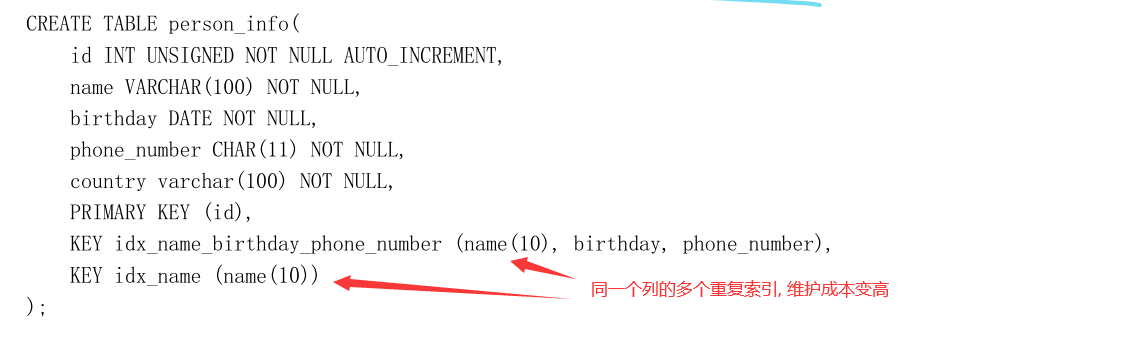 CREATE TABLE person_info(
id INT UNSIGNED NOT NULL AUTO_INCREMENT,
name VARCHAR(100) NOT NULL,
birthday DATE NOT NULL,
phone_number CHAR(11) NOT NULL,
country varchar(100) NOT NULL,
PRIMARY KEY (id),
KEY idx_name_birthday_phone_number (name(10), birthday, phone_number),
KEY idx_name (name(10))
同一个列的多个重复索引, 维护成本变高
);